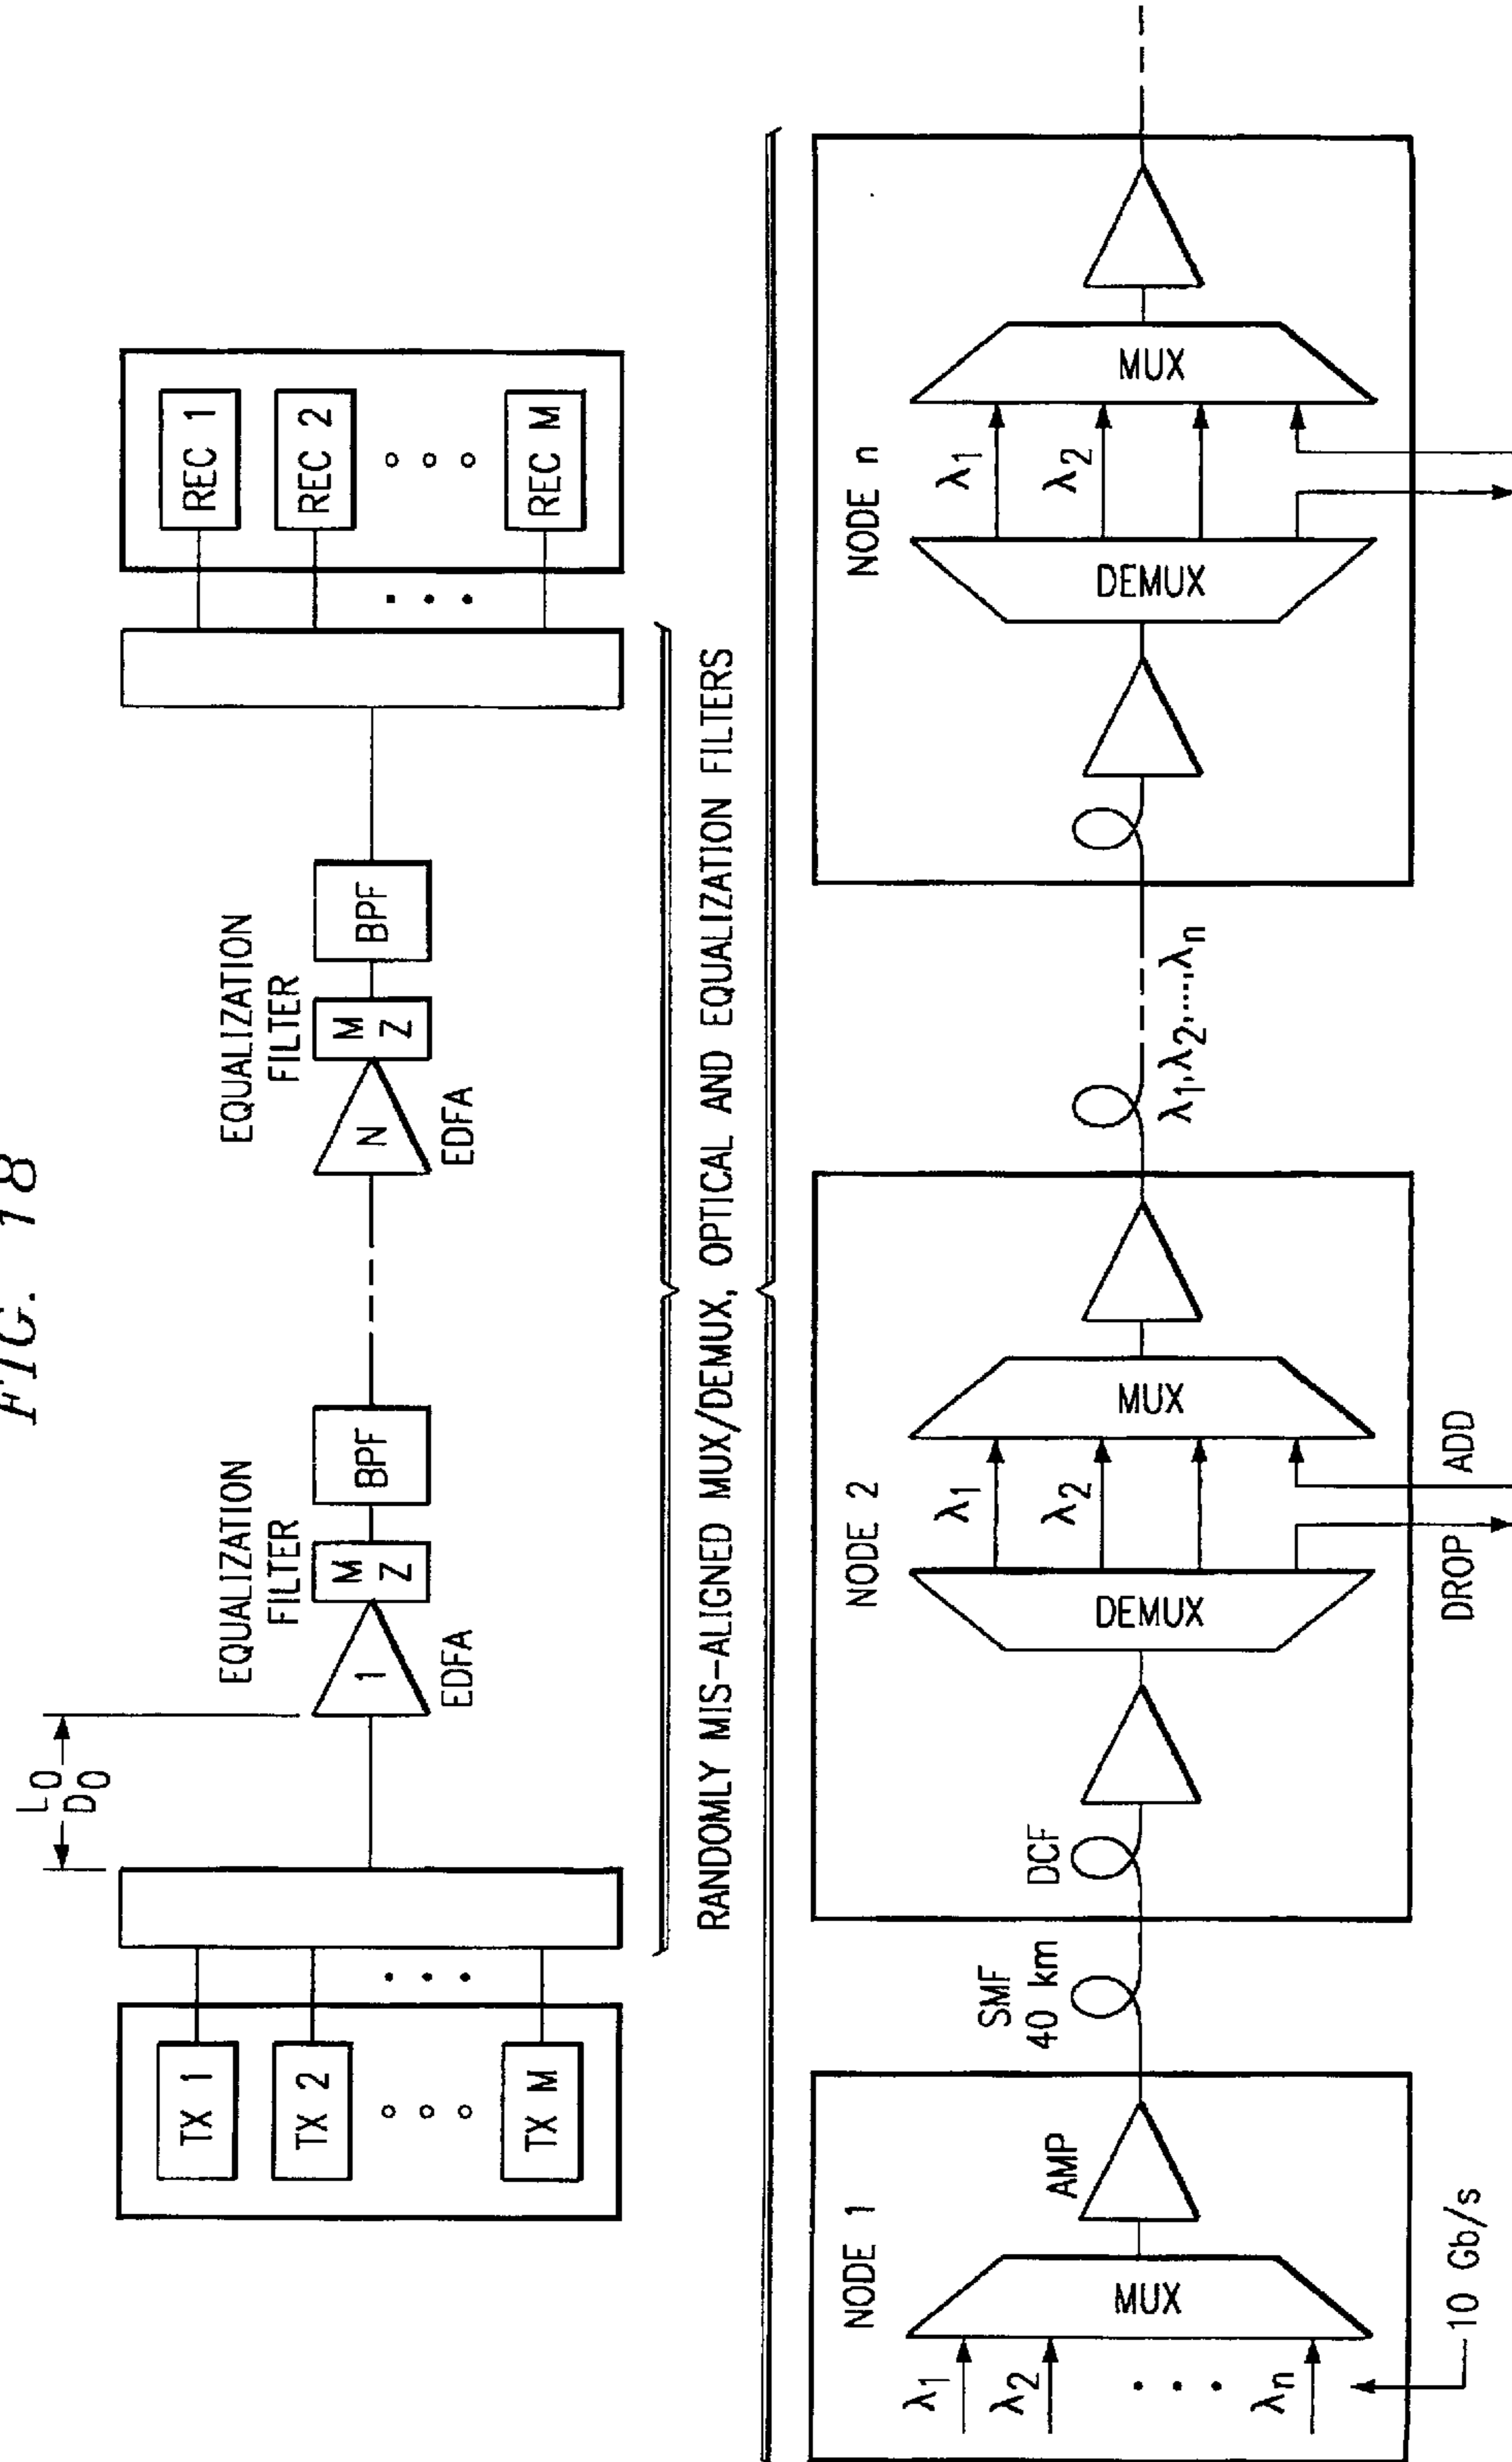 FIG. 18
L0
D0
TX 1
TX 2
TX M
EQUALIZATION
FILTER
1
EDFA
M
Z
BPF
EQUALIZATION
FILTER
N
EDFA
M
Z
BPF
REC 1
REC 2
REC M
RANDOMLY MIS-ALIGNED MUX/DEMUX, OPTICAL AND EQUALIZATION FILTERS
NODE 1
λ1
λ2
λn
MUX
AMP
10 Gb/s
SMF
40 km
NODE 2
DCF
DEMUX
λ1
λ2
MUX
DROP
ADD
λ1,λ2,...,λn
NODE n
DEMUX
λ1
λ2
MUX